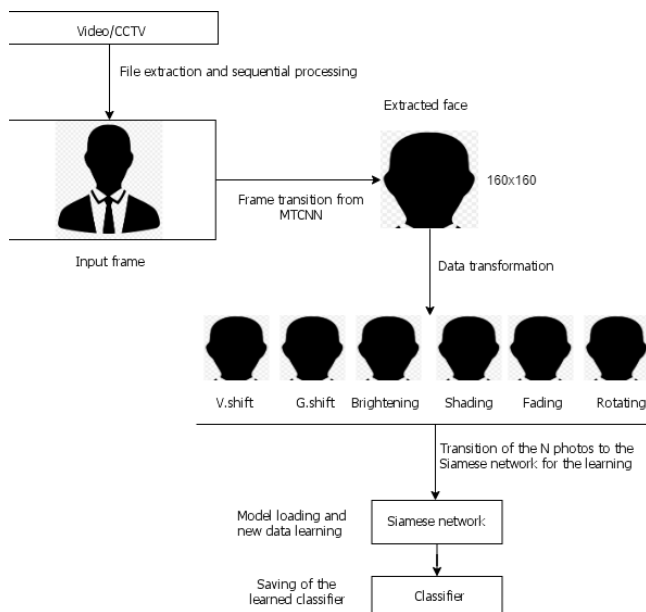 Video/CCTV
File extraction and sequential processing
Extracted face
160x160
Frame transition from
MTCNN
Input frame
Data transformation
V.shift
G.shift
Brightening
Shading
Fading
Rotating
Transition of the N photos to the
Siamese network for the learning
Model loading and
new data learning
Siamese network
Saving of the
learned classifier
Classifier